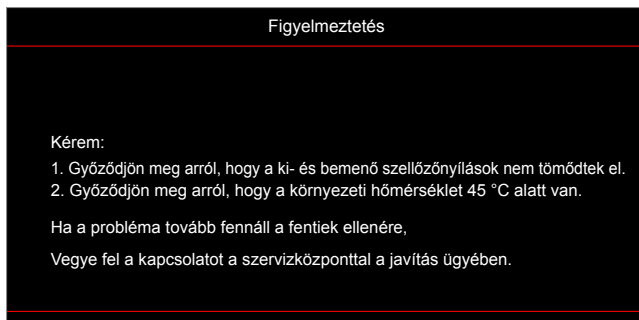 Figyelmeztetés
Kérem:
1. Győződjön meg arról, hogy a ki- és bemenő szellőzőnyílások nem tömődtek el.
2. Győződjön meg arról, hogy a környezeti hőmérséklet 45 °C alatt van.
Ha a probléma tovább fennáll a fentiek ellenére,
Vegye fel a kapcsolatot a szervizközponttal a javítás ügyében.